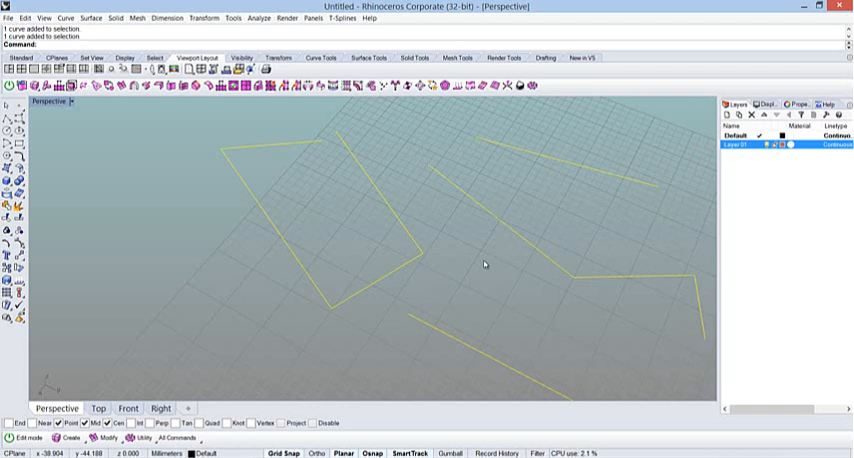 Untitled - Rhinoceros Corporate (32-bit) - [Perspective]
File Edit View Curve Surface Solid Mesh Dimension Transform Tools Analyze Render Panels T-Splines Help
1 curve added to selection.
1 curve added to selection.
Command:
Standard CPlanes Set View Display Select Viewport Layout Visibility Transform Curve Tools Surface Tools Solid Tools Mesh Tools Render Tools Drafting New in V5
Perspective
Layers Displ.. Prope.. Help
Name Material Linetype
Default Continuo.
Layer 01 Continuous
Perspective Top Front Right
End Near Point Mid Cen Int Perp Tan Quad Knot Vertex Project Disable
Edit mode Create Modify Utility All Commands
CPlane x -38.904 y -44.188 z 0.000 Millimeters Default Grid Snap Ortho Planar Osnap SmartTrack Gumball Record History Filter CPU use: 2.1 %